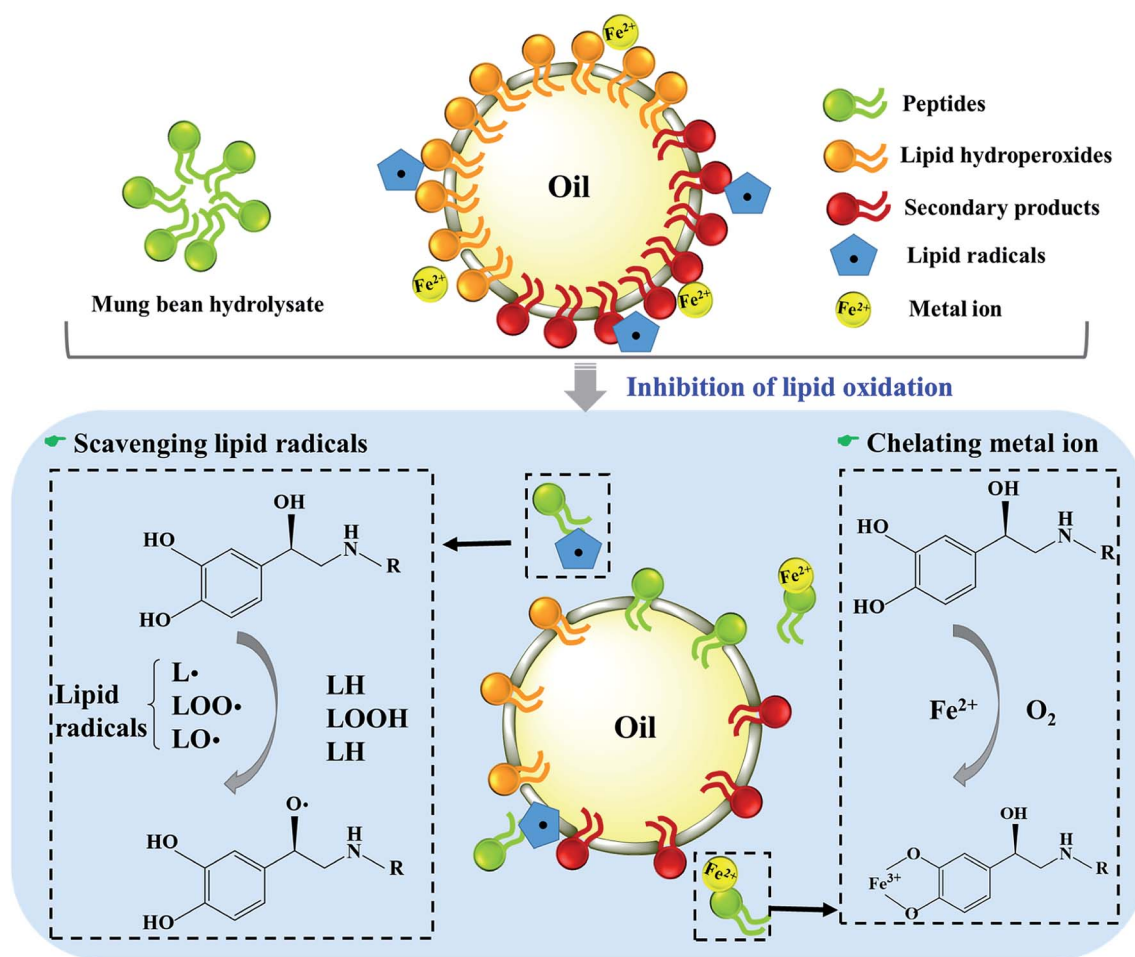 Fe²⁺
Oil
Fe²⁺
Fe²⁺
Mung bean hydrolysate
Peptides
Lipid hydroperoxides
Secondary products
Lipid radicals
Fe²⁺ Metal ion
Inhibition of lipid oxidation
Scavenging lipid radicals
OH
HO
H
N
R
HO
Lipid
radicals
L•
LOO•
LO•
LH
LOOH
LH
O•
HO
H
N
R
HO
Fe²⁺
Oil
Fe²⁺
Chelating metal ion
OH
HO
H
N
R
HO
Fe²⁺
O₂
OH
O
H
N
R
Fe³⁺
O